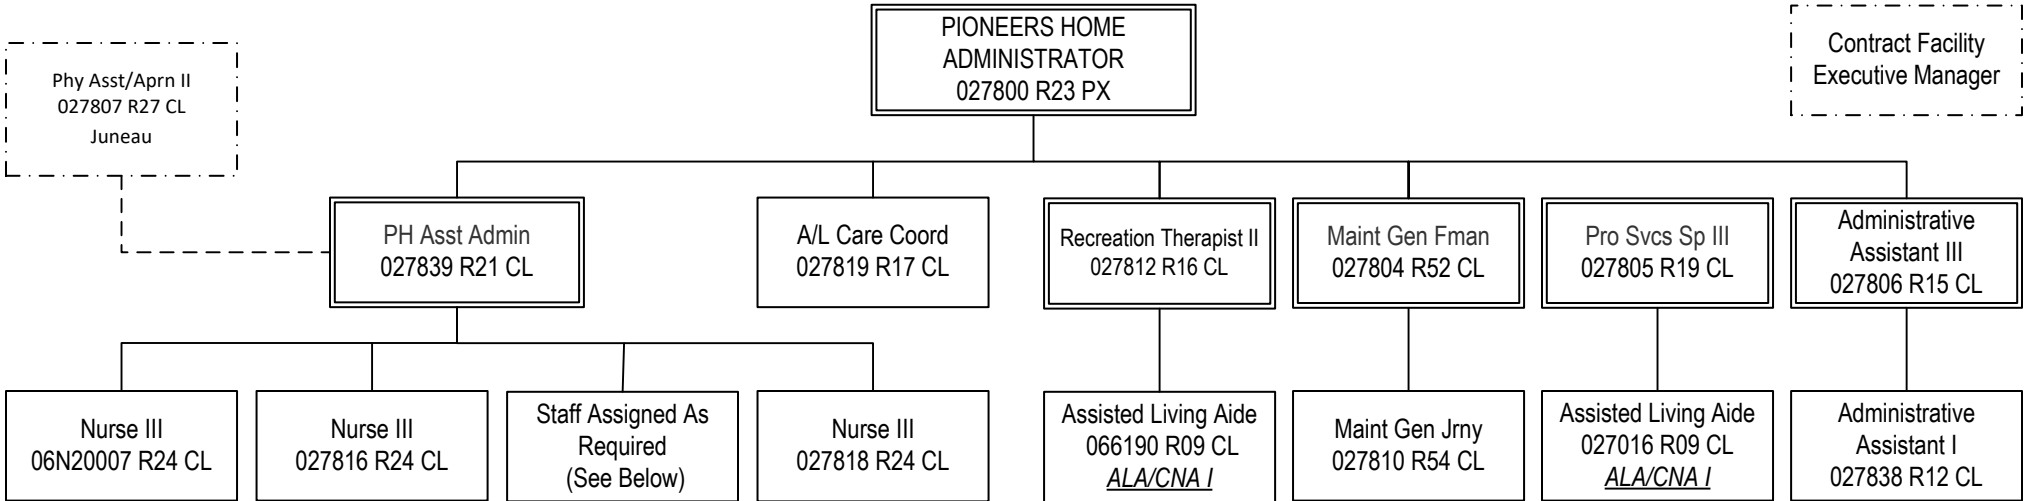 PIONEERS HOME
ADMINISTRATOR
027800 R23 PX
Contract Facility
Executive Manager
Phy Asst/Aprn II
027807 R27 CL
Juneau
PH Asst Admin
027839 R21 CL
A/L Care Coord
027819 R17 CL
Recreation Therapist II
027812 R16 CL
Maint Gen Fman
027804 R52 CL
Pro Svcs Sp III
027805 R19 CL
Administrative
Assistant III
027806 R15 CL
Nurse III
06N20007 R24 CL
Nurse III
027816 R24 CL
Staff Assigned As
Required
(See Below)
Nurse III
027818 R24 CL
Assisted Living Aide
066190 R09 CL
ALA/CNA I
Maint Gen Jrny
027810 R54 CL
Assisted Living Aide
027016 R09 CL
ALA/CNA I
Administrative
Assistant I
027838 R12 CL